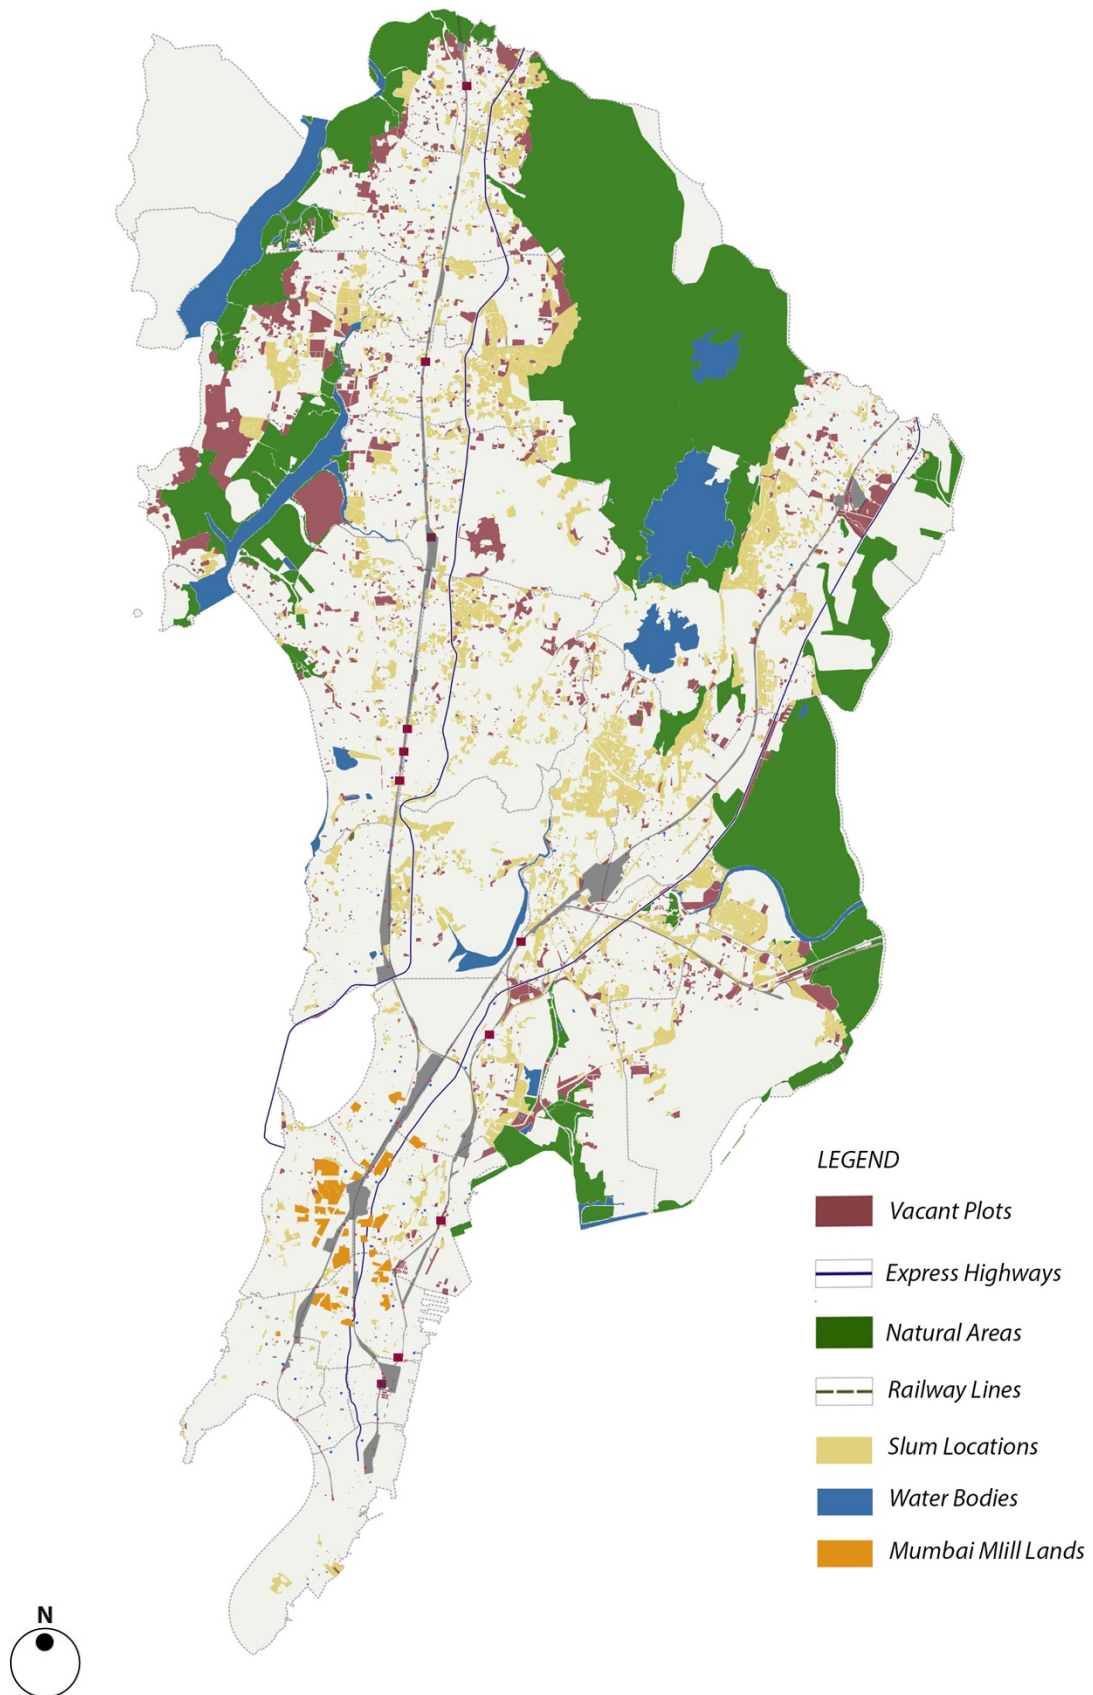 LEGEND
Vacant Plots
Express Highways
Natural Areas
Railway Lines
Slum Locations
Water Bodies
Mumbai MIill Lands
N